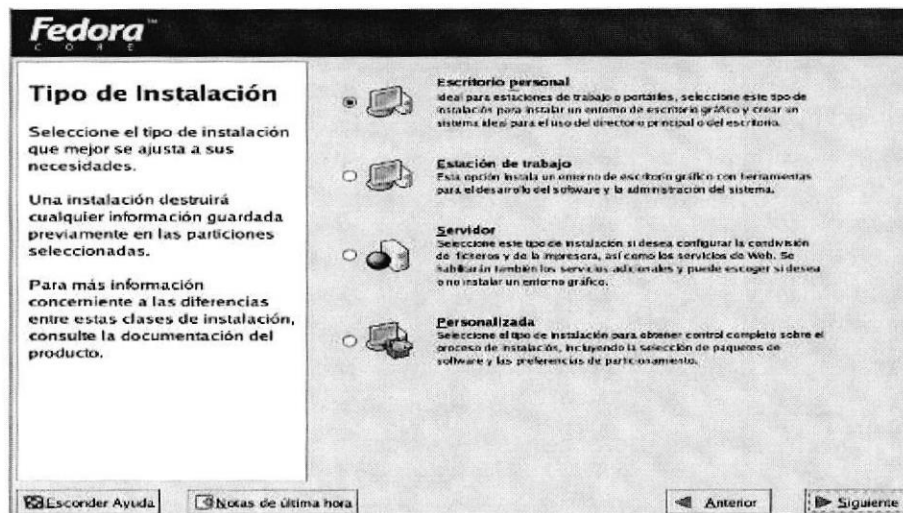 Fedora™
CORE
Tipo de Instalación
Seleccione el tipo de instalación
que mejor se ajusta a sus
necesidades.
Una instalación destruirá
cualquier información guardada
previamente en las particiones
seleccionadas.
Para más información
concerniente a las diferencias
entre estas clases de instalación,
consulte la documentación del
producto.
Escritorio personal
Ideal para estaciones de trabajo o portátiles, seleccione este tipo de
instalación para instalar un entorno de escritorio gráfico y crear un
sistema ideal para el uso del directorio principal o del escritorio.
Estación de trabajo
Esta opción instala un entorno de escritorio gráfico con herramientas
para el desarrollo del software y la administración del sistema.
Servidor
Seleccione este tipo de instalación si desea configurar la condivisión
de ficheros y de la impresora, así como los servicios de Web. Se
habilitarán también los servicios adicionales y puede escoger si desea
o no instalar un entorno gráfico.
Personalizada
Seleccione el tipo de instalación para obtener control completo sobre el
proceso de instalación, incluyendo la selección de paquetes de
software y las preferencias de particionamiento.
Esconder Ayuda
Notas de última hora
Anterior
Siguiente